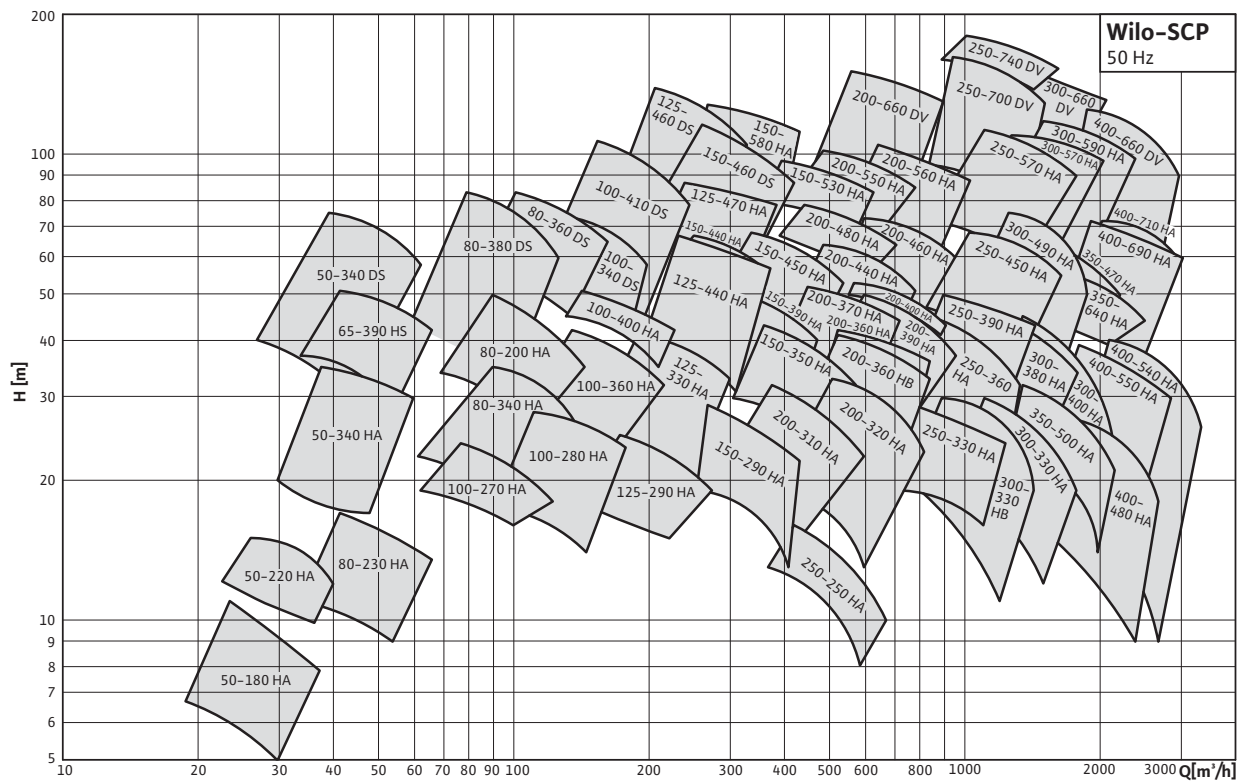 200
Wilo-SCP
50 Hz
250-740 DV
300-660
DV
250-700 DV
200-660 DV
400-660 DV
125-
460 DS
150-
580 HA
300-590 HA
300-570 HA
250-570 HA
100
90
80
70
60
50
40
30
20
10
9
8
7
6
5
H [m]
150-460 DS
150-530 HA
200-550 HA
200-560 HA
100-410 DS
125-470 HA
150-440 HA
200-480 HA
200-460 HA
80-360 DS
80-380 DS
100-
340 DS
50-340 DS
150-450 HA
200-440 HA
250-450 HA
300-490 HA
400-710 HA
400-690 HA
350-470 HA
350-
640 HA
125-440 HA
65-390 HS
100-400 HA
150-390 HA
200-370 HA
200-360 HA
200-400 HA
200-
390 HA
250-390 HA
80-200 HA
150-350 HA
200-360 HB
250-360
HA
300-
380 HA
300-
400 HA
400-540 HA
400-550 HA
125-
330 HA
100-360 HA
80-340 HA
50-340 HA
200-310 HA
200-320 HA
250-330 HA
300-330 HA
350-500 HA
100-280 HA
150-290 HA
100-270 HA
125-290 HA
300-
330
HB
400-
480 HA
80-230 HA
50-220 HA
250-250 HA
50-180 HA
10 20 30 40 50 60 70 80 90 100 200 300 400 500 600 700 800 1000 2000 3000 Q[m³/h]